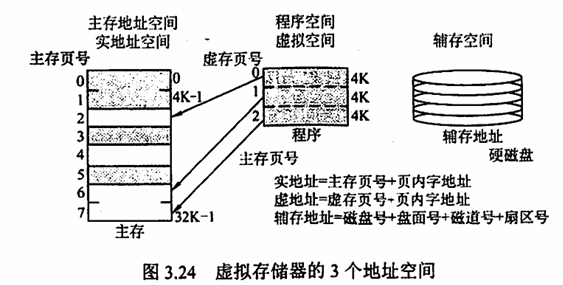 主存地址空间
实地址空间
主存页号
0
1
2
3
4
5
6
7
0
4K-1
32K-1
主存
程序空间
虚拟空间
虚存页号
0
1
2
4K
4K
4K
程序
主存页号
辅存空间
辅存地址
硬磁盘
实地址=主存页号+页内字地址
虚地址=虚存页号+页内字地址
辅存地址=磁盘号+盘面号+磁道号+扇区号
图 3.24 虚拟存储器的 3 个地址空间